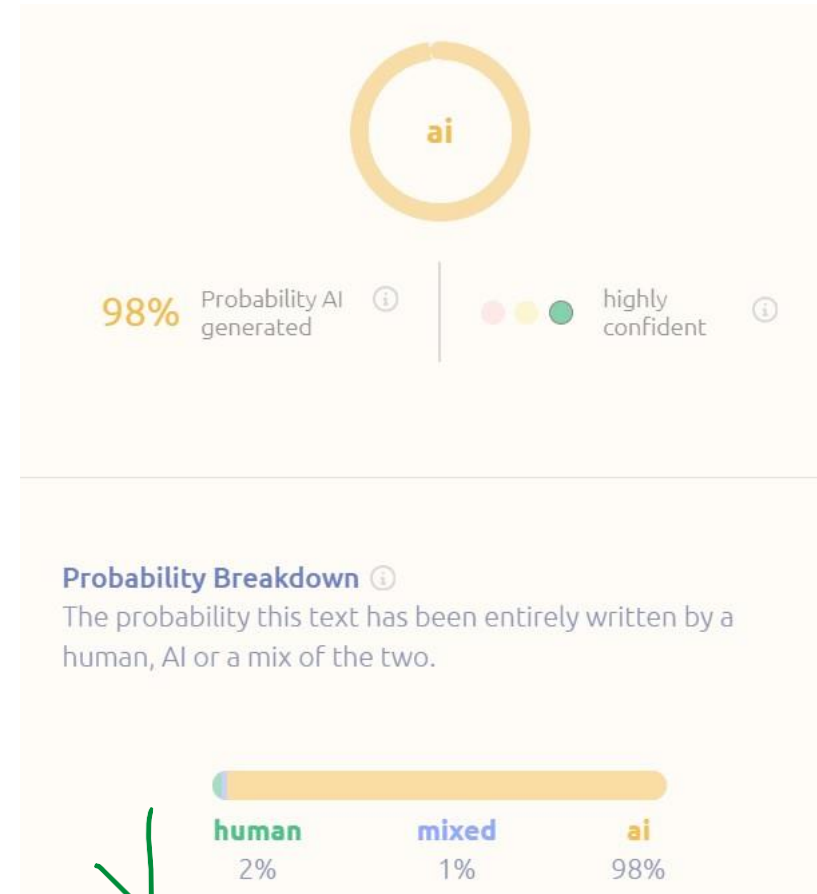 ai
98% Probability AI
generated
highly
confident
Probability Breakdown
The probability this text has been entirely written by a
human, AI or a mix of the two.
human mixed ai
2% 1% 98%